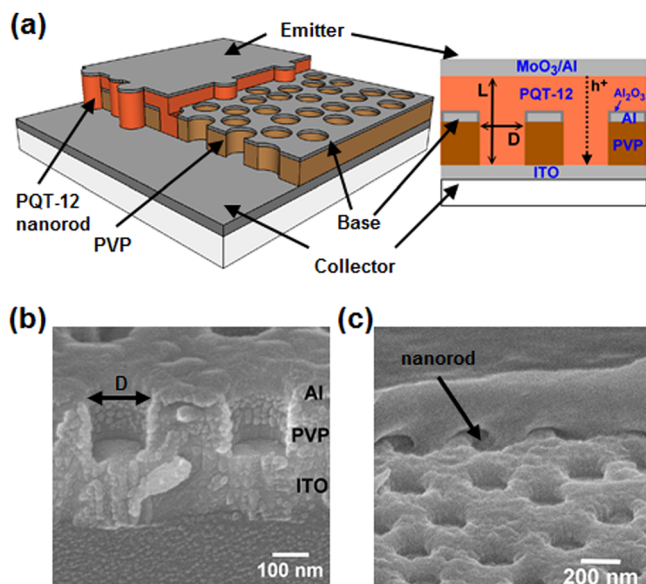 (a)
Emitter
MoO₃/Al
L
h⁺
PQT-12
Al₂O₃
Al
D
PVP
ITO
PQT-12
nanorod
PVP
Base
Collector
(b)
D
Al
PVP
ITO
100 nm
(c)
nanorod
200 nm